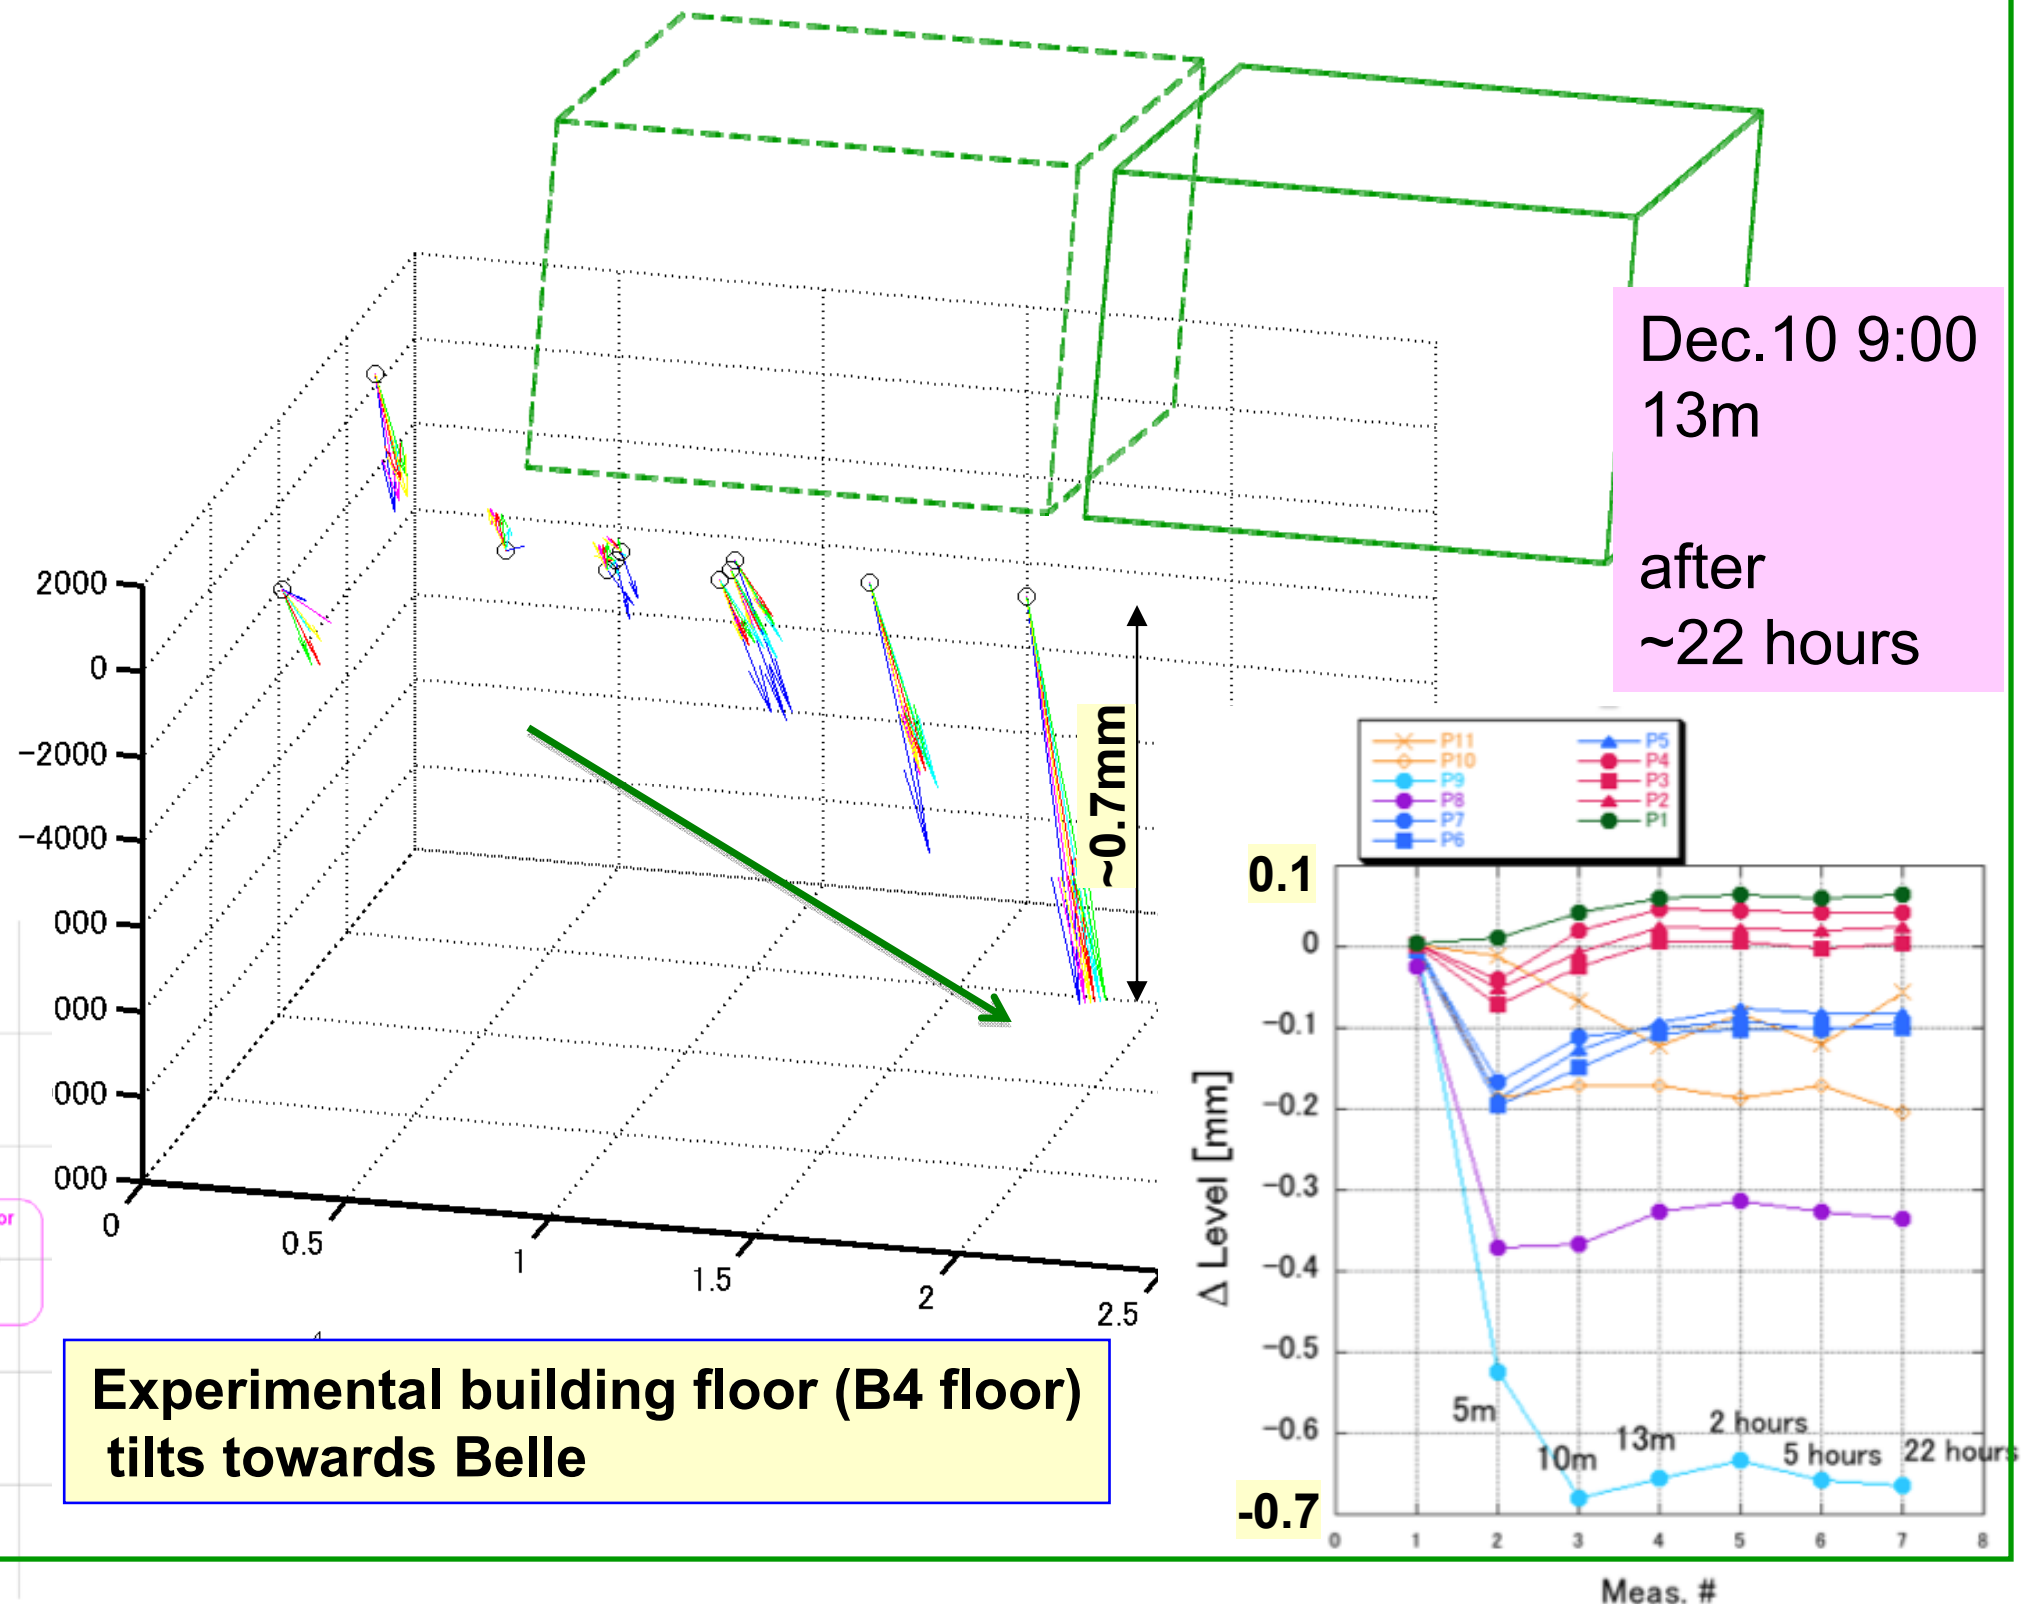 Dec.10 9:00
13m
after
~22 hours
2000
0
−2000
−4000
000
000
000
000
0
0.5
1
1.5
2
2.5
~0.7mm
or
Experimental building floor (B4 floor)
tilts towards Belle
P11
P10
P9
P8
P7
P6
P5
P4
P3
P2
P1
0.1
0
−0.1
−0.2
−0.3
−0.4
−0.5
−0.6
-0.7
Δ Level [mm]
5m
10m
13m
2 hours
5 hours
22 hours
0 1 2 3 4 5 6 7 8
Meas. #